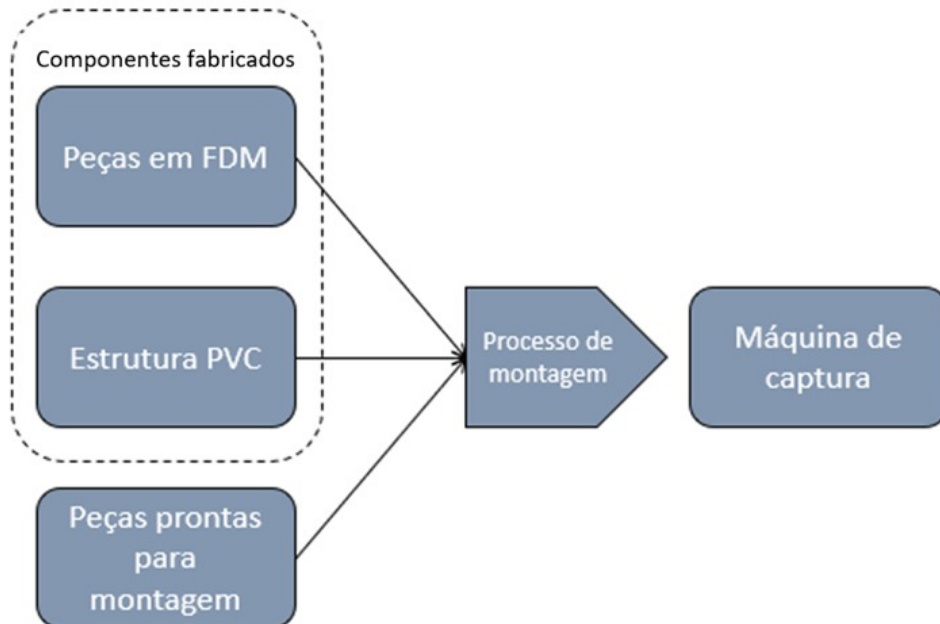 Componentes fabricados
Peças em FDM
Estrutura PVC
Peças prontas
para
montagem
Processo de
montagem
Máquina de
captura